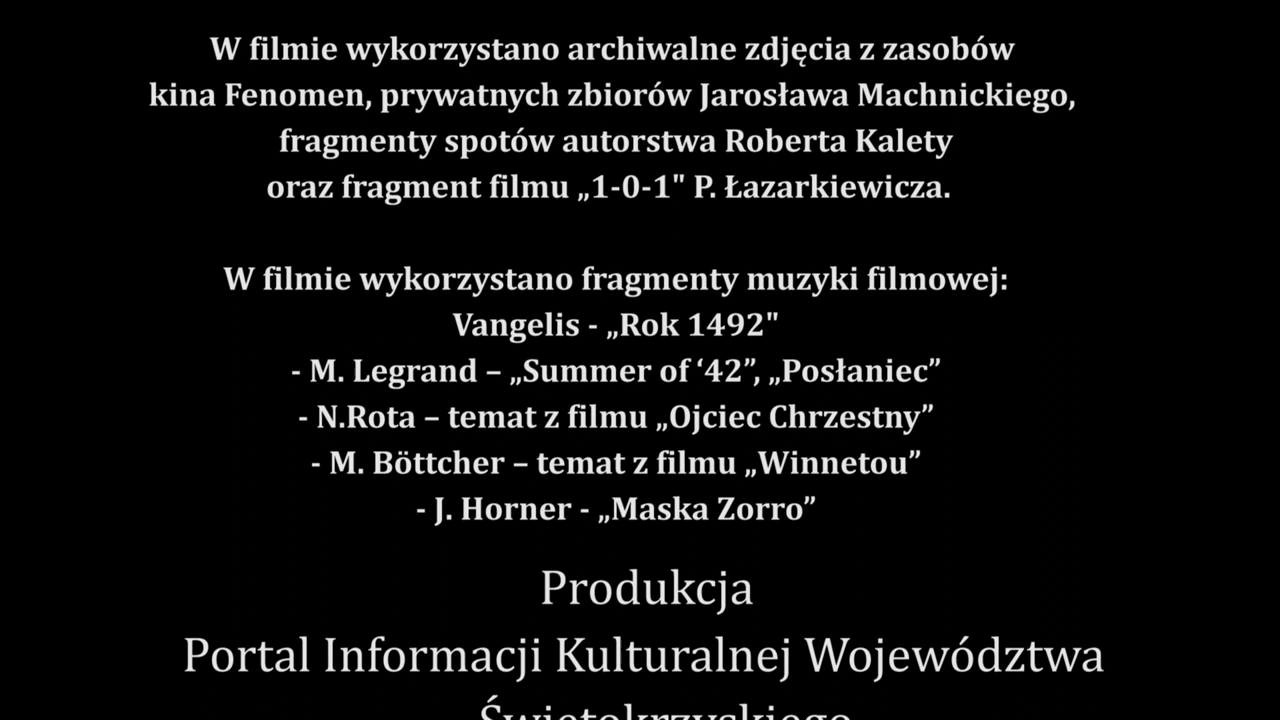 W filmie wykorzystano archiwalne zdjęcia z zasobów
kina Fenomen, prywatnych zbiorów Jarosława Machnickiego,
fragmenty spotów autorstwa Roberta Kalety
oraz fragment filmu „1-0-1" P. Łazarkiewicza.
W filmie wykorzystano fragmenty muzyki filmowej:
Vangelis - „Rok 1492"
- M. Legrand – „Summer of ‘42”, „Posłaniec”
- N.Rota – temat z filmu „Ojciec Chrzestny”
- M. Böttcher – temat z filmu „Winnetou”
- J. Horner - „Maska Zorro”
Produkcja
Portal Informacji Kulturalnej Województwa
Świętokrzyskiego